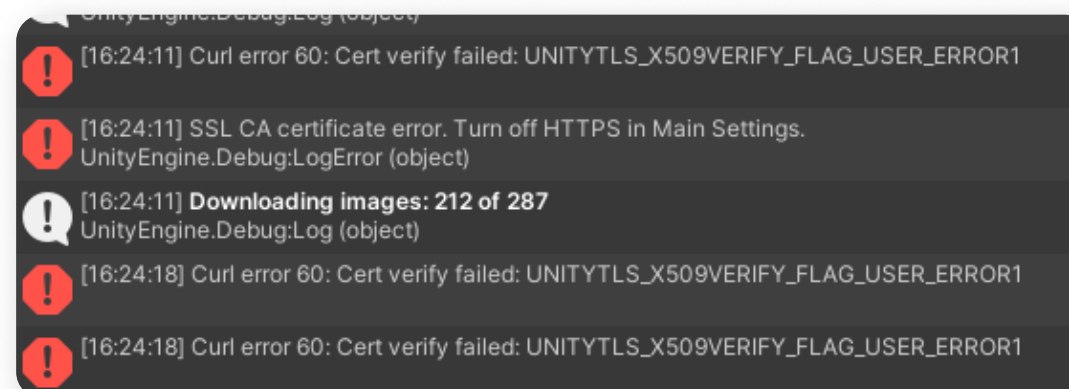 UnityEngine.Debug:Log (object)
[16:24:11] Curl error 60: Cert verify failed: UNITYTLS_X509VERIFY_FLAG_USER_ERROR1
[16:24:11] SSL CA certificate error. Turn off HTTPS in Main Settings.
UnityEngine.Debug:LogError (object)
[16:24:11] Downloading images: 212 of 287
UnityEngine.Debug:Log (object)
[16:24:18] Curl error 60: Cert verify failed: UNITYTLS_X509VERIFY_FLAG_USER_ERROR1
[16:24:18] Curl error 60: Cert verify failed: UNITYTLS_X509VERIFY_FLAG_USER_ERROR1